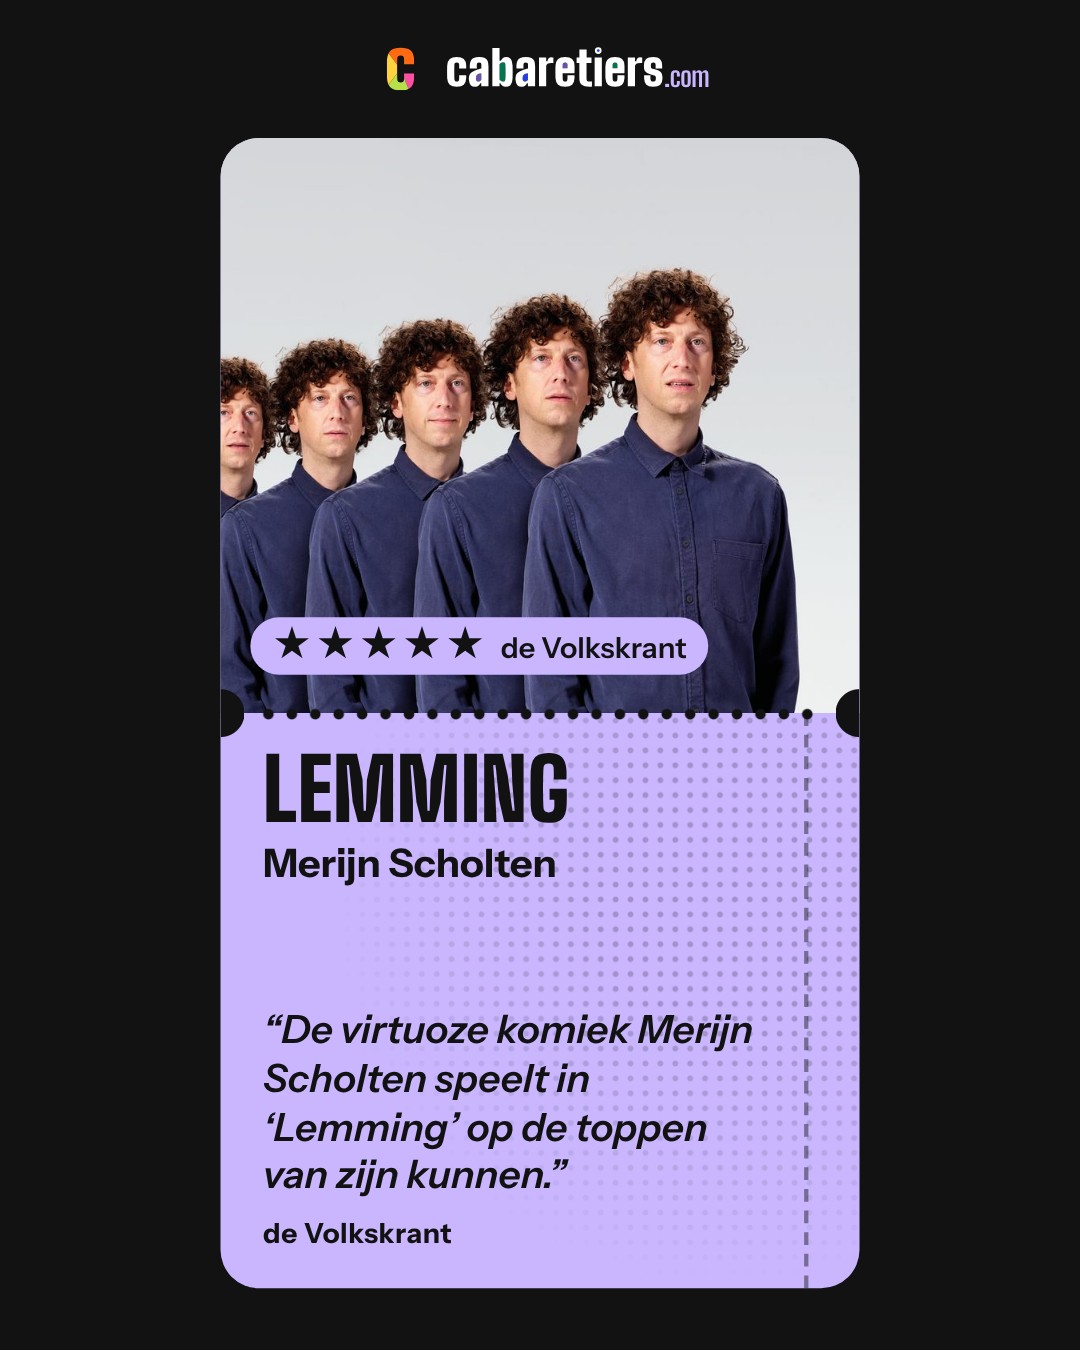 cabaretiers.com
★★★★★ de Volkskrant
LEMMING
Merijn Scholten
“De virtuoze komiek Merijn
Scholten speelt in
‘Lemming’ op de toppen
van zijn kunnen.”
de Volkskrant